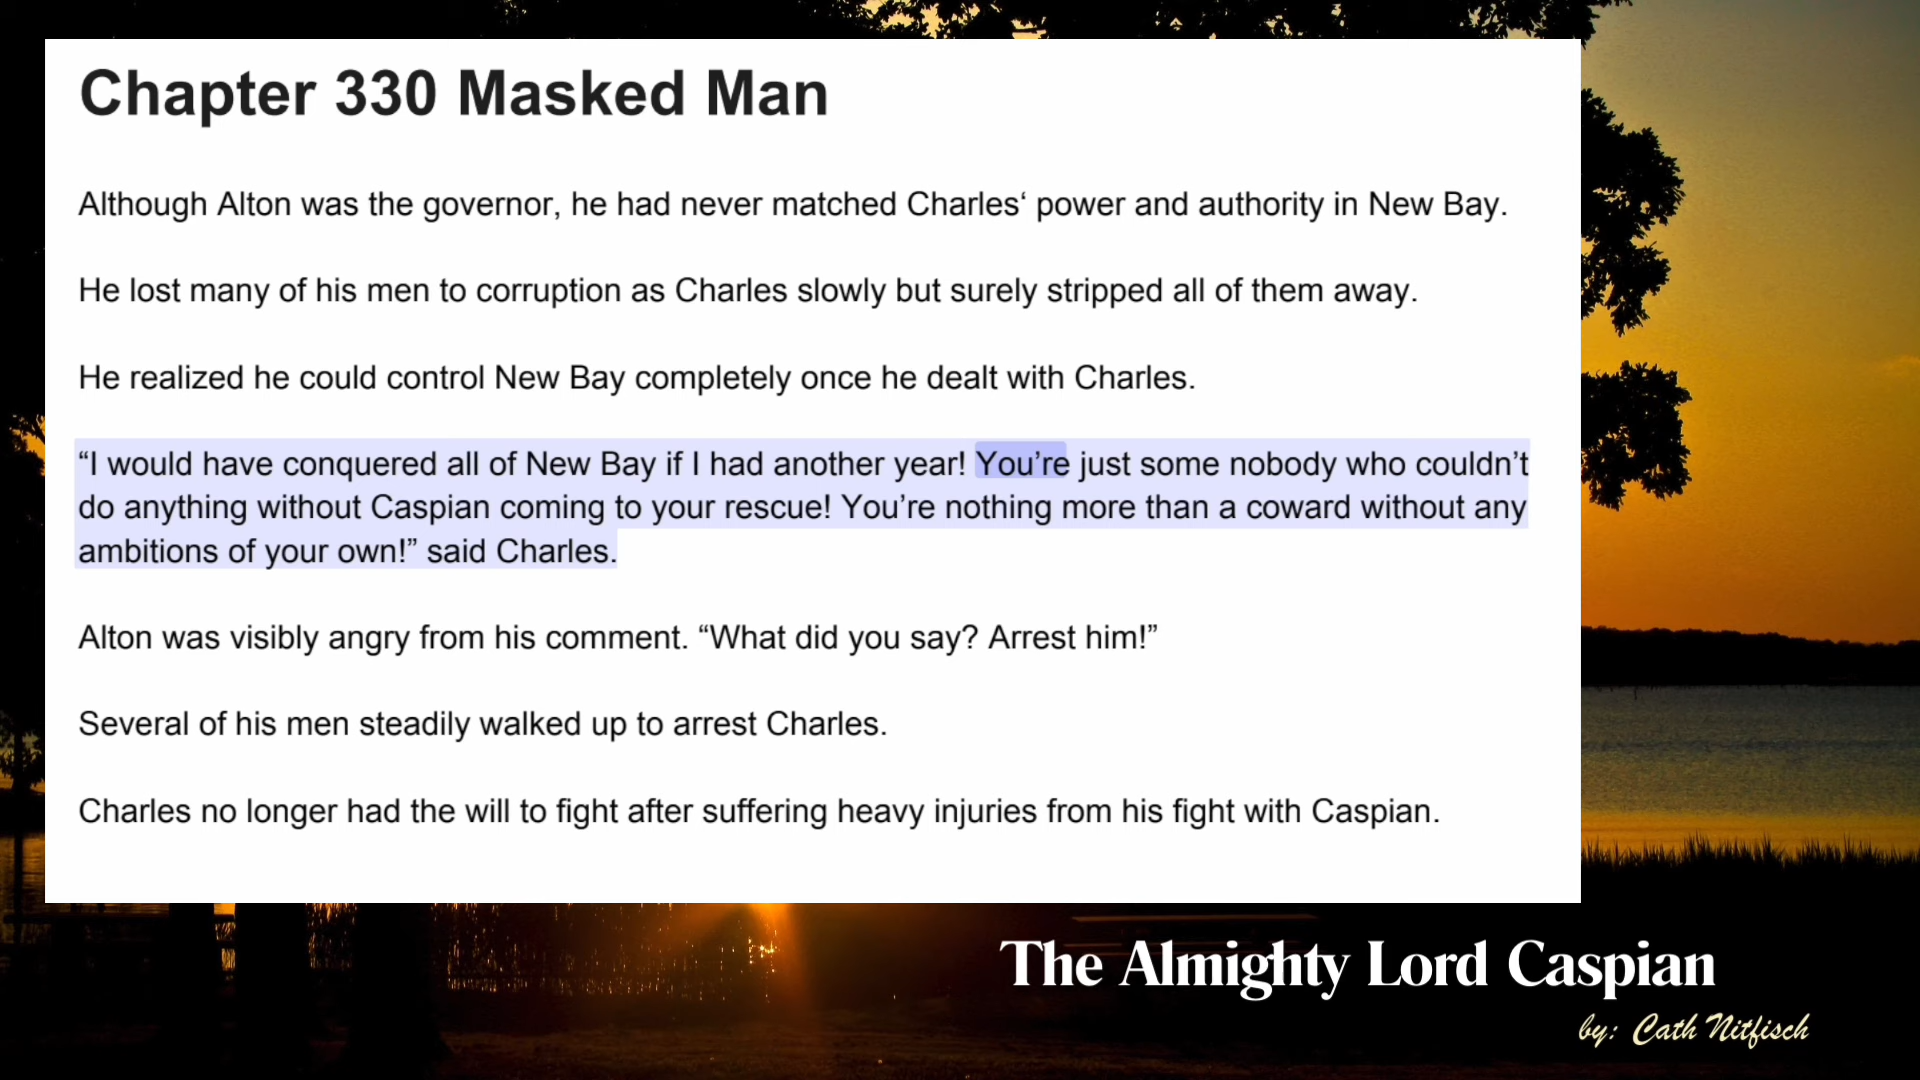 Chapter 330 Masked Man
Although Alton was the governor, he had never matched Charles‘ power and authority in New Bay.
He lost many of his men to corruption as Charles slowly but surely stripped all of them away.
He realized he could control New Bay completely once he dealt with Charles.
“I would have conquered all of New Bay if I had another year! You’re just some nobody who couldn’t
do anything without Caspian coming to your rescue! You’re nothing more than a coward without any
ambitions of your own!” said Charles.
Alton was visibly angry from his comment. “What did you say? Arrest him!”
Several of his men steadily walked up to arrest Charles.
Charles no longer had the will to fight after suffering heavy injuries from his fight with Caspian.
The Almighty Lord Caspian
by: Cath Nitfisch